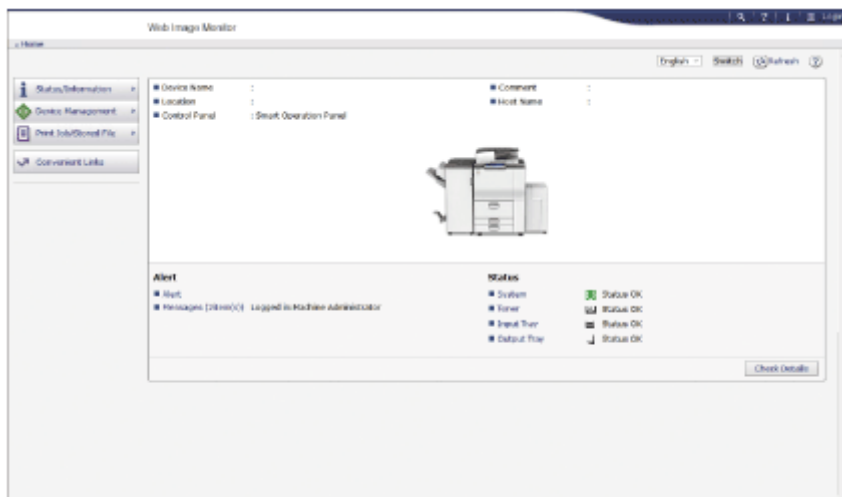 Login
Web Image Monitor
Home
English Switch Refresh
Status/Information
Device Management
Print Job/Stored File
Convenient Links
Device Name :
Location :
Control Panel : Smart Operation Panel
Comment :
Host Name :
Alert
Alert
Messages (2item(s)) Logged in:Machine Administrator
Status
System Status OK
Toner Status OK
Input Tray Status OK
Output Tray Status OK
Check Details